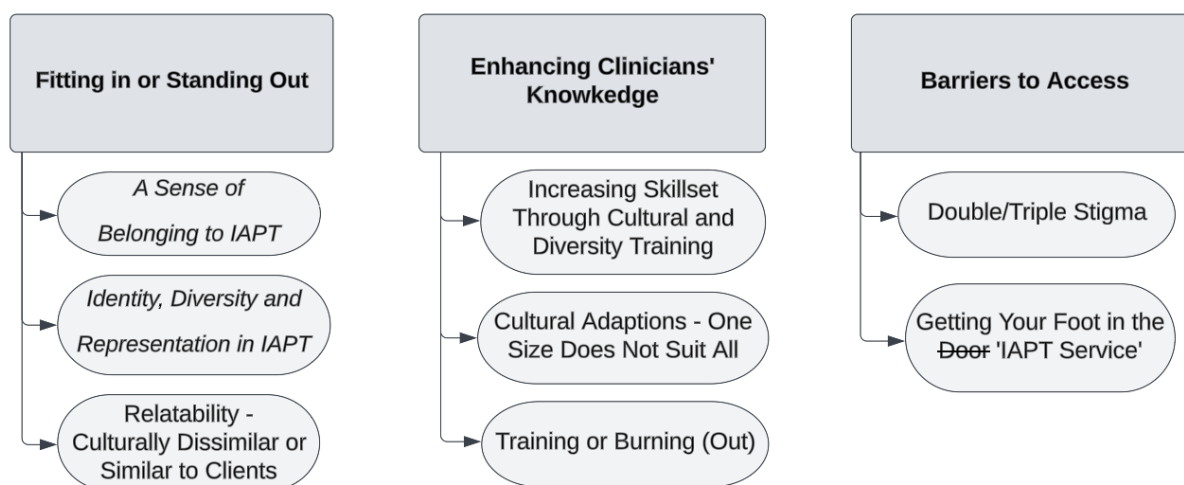 Fitting in or Standing Out
A Sense of
Belonging to IAPT
Identity, Diversity and
Representation in IAPT
Relatability -
Culturally Dissimilar or
Similar to Clients
Enhancing Clinicians'
Knowkedge
Increasing Skillset
Through Cultural and
Diversity Training
Cultural Adaptions - One
Size Does Not Suit All
Training or Burning (Out)
Barriers to Access
Double/Triple Stigma
Getting Your Foot in the
Door 'IAPT Service'